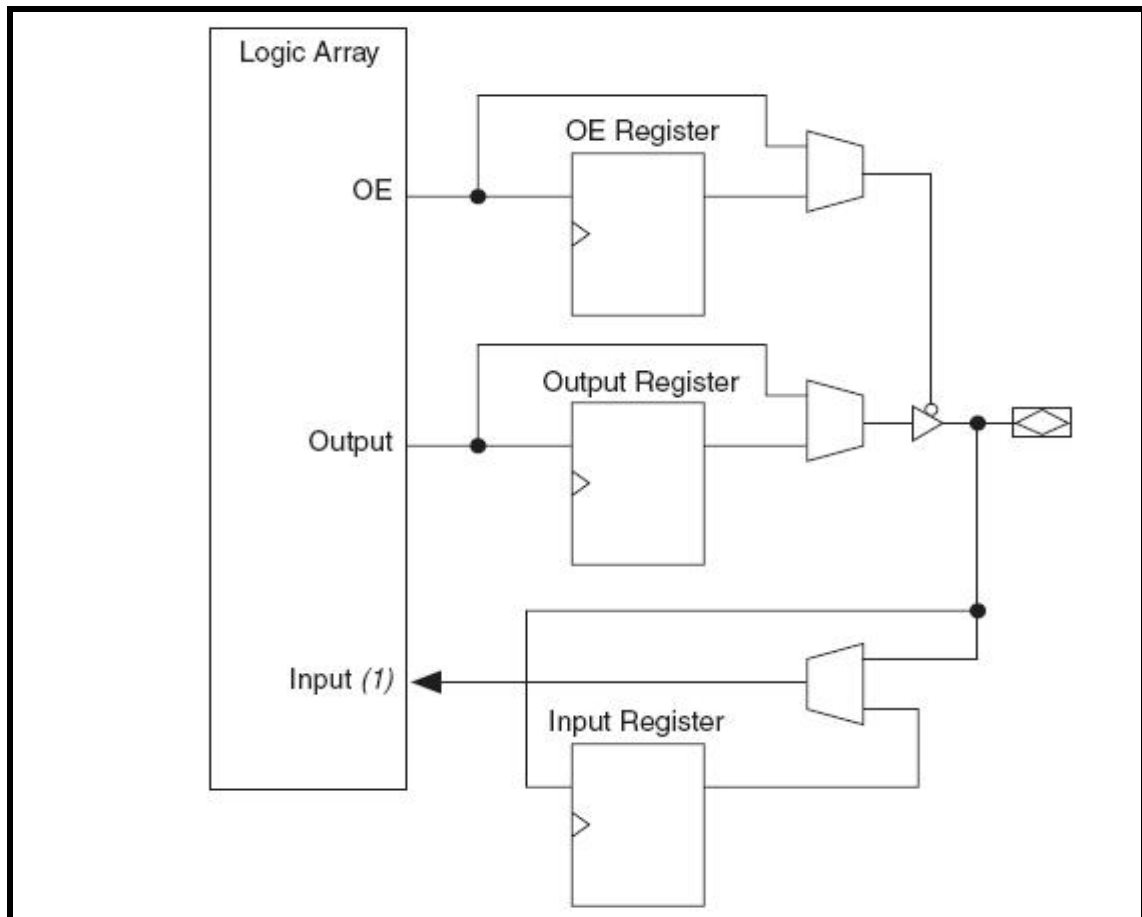 Logic Array
OE Register
OE
Output Register
Output
Input (1)
Input Register